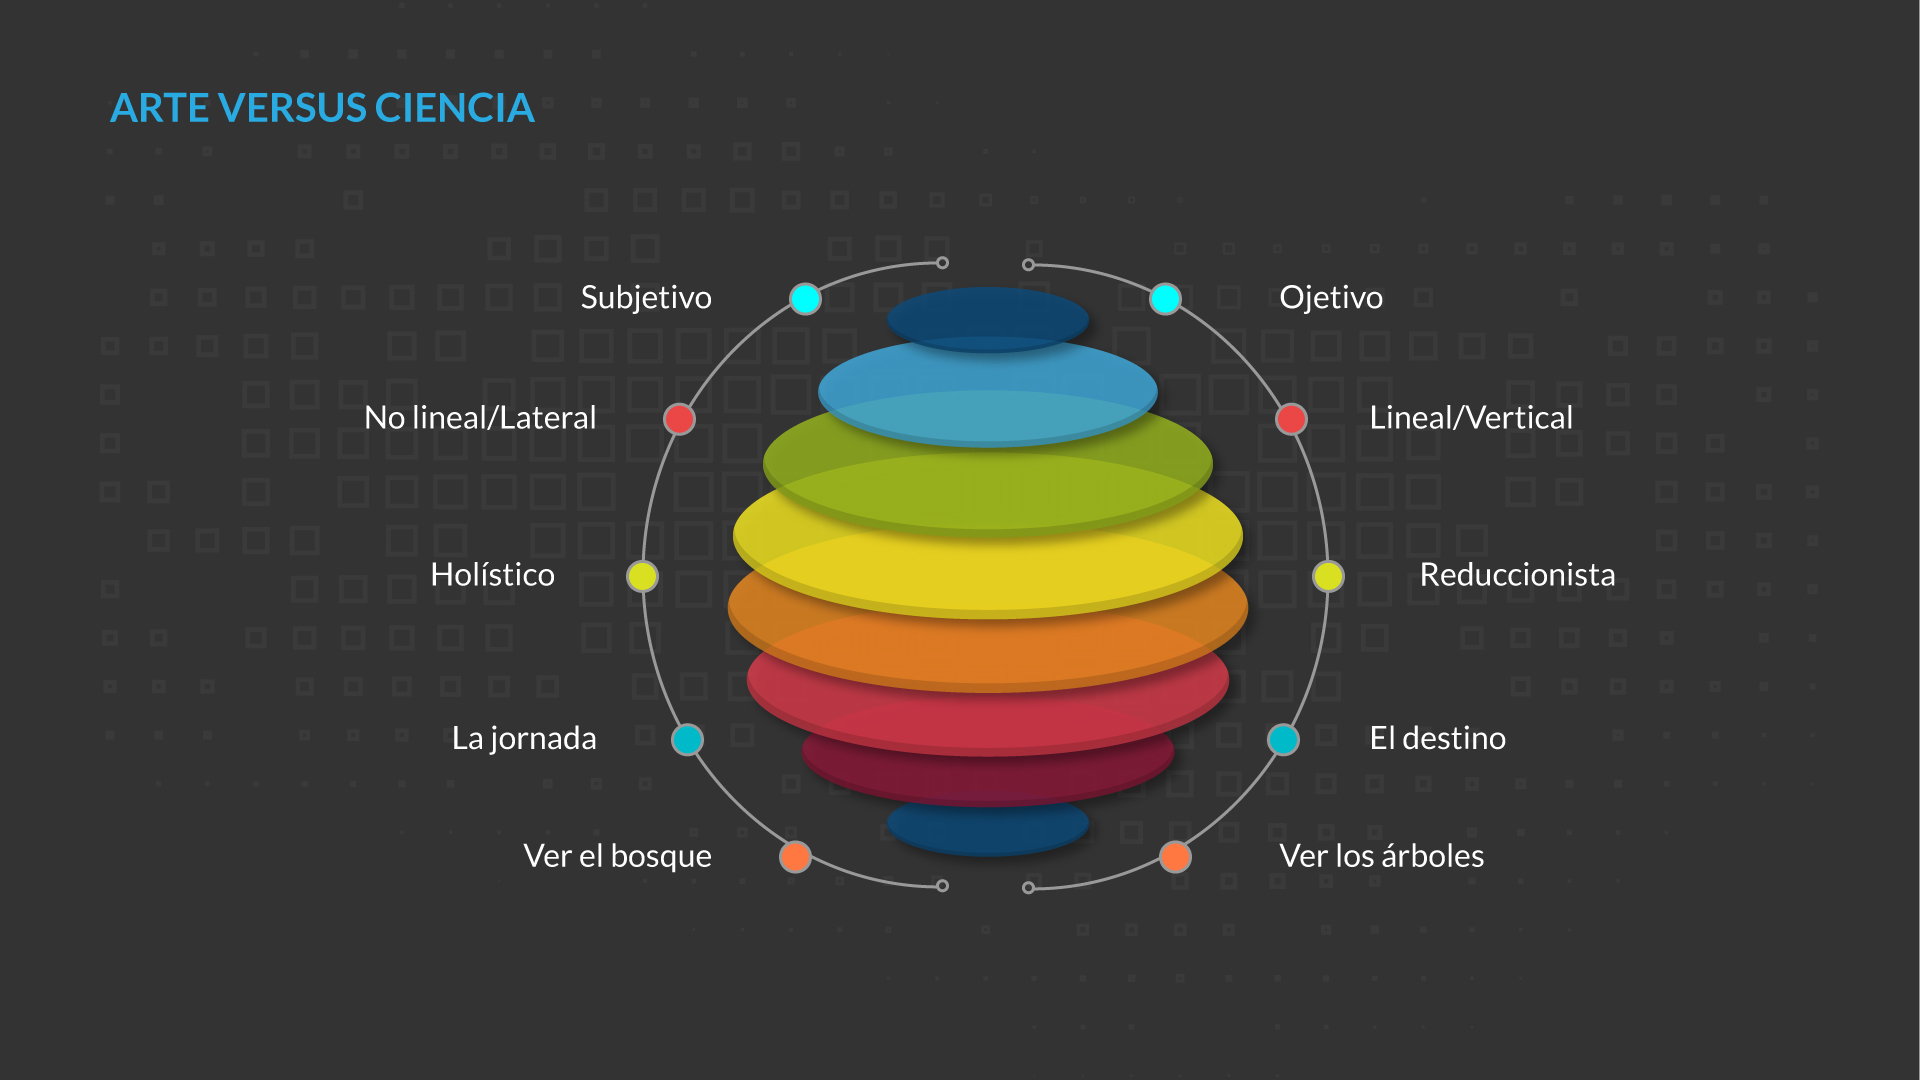 ARTE VERSUS CIENCIA
Subjetivo
Ojetivo
No lineal/Lateral
Lineal/Vertical
Holístico
Reduccionista
La jornada
El destino
Ver el bosque
Ver los árboles